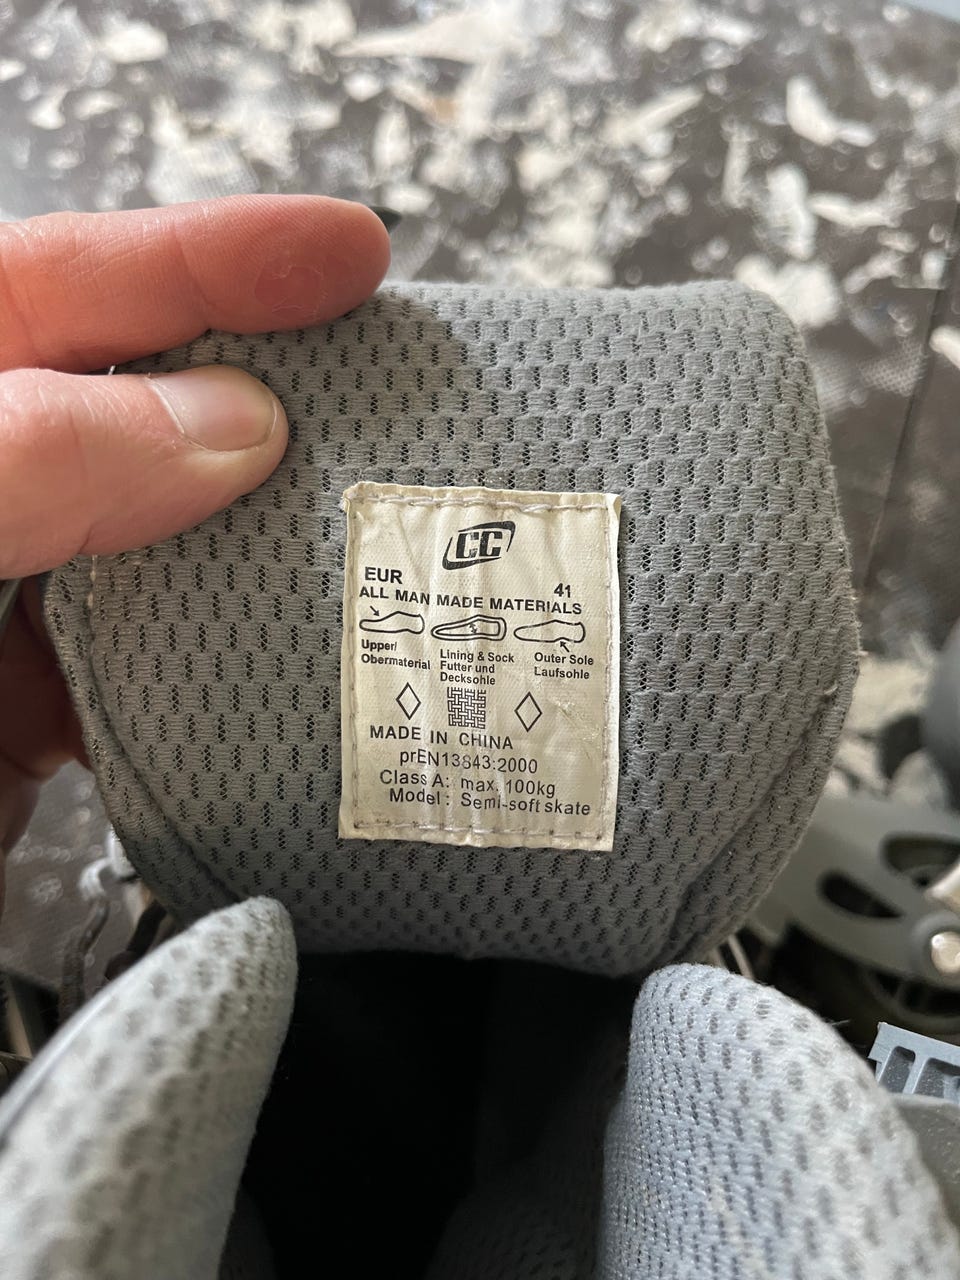 CC
EUR 41
ALL MAN MADE MATERIALS
Upper/
Obermaterial
Lining & Sock
Futter und
Decksohle
Outer Sole
Laufsohle
MADE IN CHINA
prEN13843:2000
Class A: max. 100kg
Model: Semi-soft skate